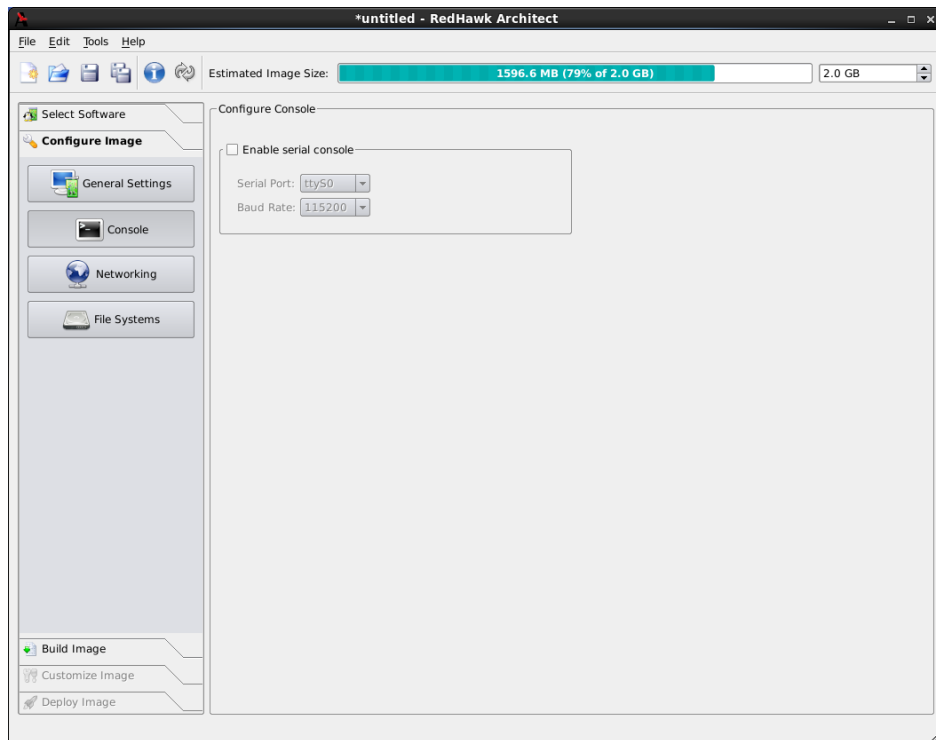 *untitled - RedHawk Architect
File Edit Tools Help
Estimated Image Size: 1596.6 MB (79% of 2.0 GB) 2.0 GB
Select Software
Configure Image
General Settings
Console
Networking
File Systems
Build Image
Customize Image
Deploy Image
Configure Console
Enable serial console
Serial Port: ttyS0
Baud Rate: 115200